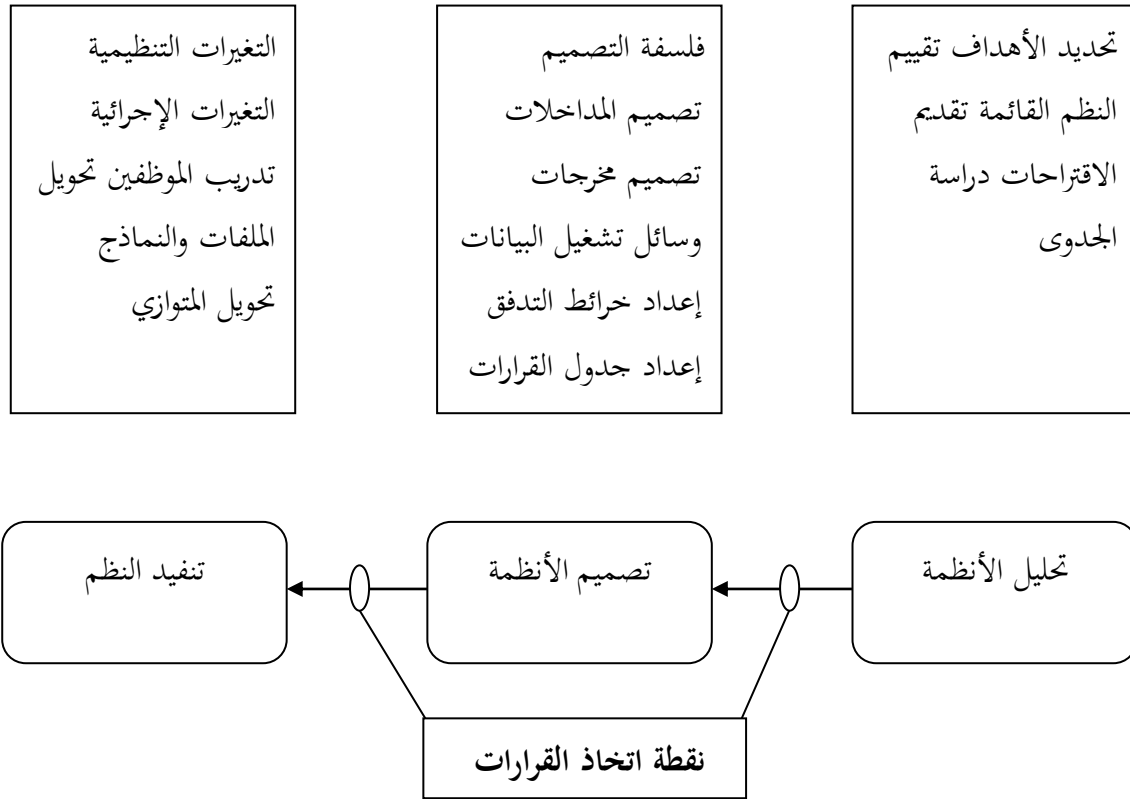 تحديد الأهداف تقييم
النظم القائمة تقديم
الاقتراحات دراسة
الجدوى
فلسفة التصميم
تصميم المداخلات
تصميم مخرجات
وسائل تشغيل البيانات
إعداد خرائط التدفق
إعداد جدول القرارات
التغيرات التنظيمية
التغيرات الإجرائية
تدريب الموظفين تحويل
الملفات والنماذج
تحويل المتوازي
تحليل الأنظمة
تصميم الأنظمة
تنفيد النظم
نقطة اتخاذ القرارات